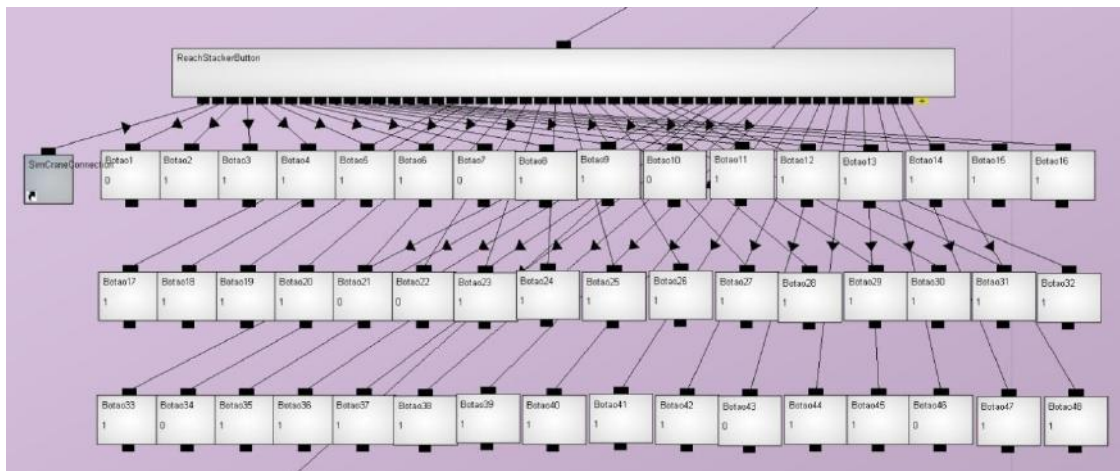 ReachStackerButton
SimCraneConnection
Botao1
0
Botao2
1
Botao3
1
Botao4
1
Botao5
1
Botao6
1
Botao7
0
Botao8
1
Botao9
1
Botao10
0
Botao11
1
Botao12
1
Botao13
1
Botao14
1
Botao15
1
Botao16
1
Botao17
1
Botao18
1
Botao19
1
Botao20
1
Botao21
0
Botao22
0
Botao23
1
Botao24
1
Botao25
1
Botao26
1
Botao27
1
Botao28
1
Botao29
1
Botao30
1
Botao31
1
Botao32
1
Botao33
1
Botao34
0
Botao35
1
Botao36
1
Botao37
1
Botao38
1
Botao39
1
Botao40
1
Botao41
1
Botao42
1
Botao43
0
Botao44
1
Botao45
1
Botao46
0
Botao47
1
Botao48
1